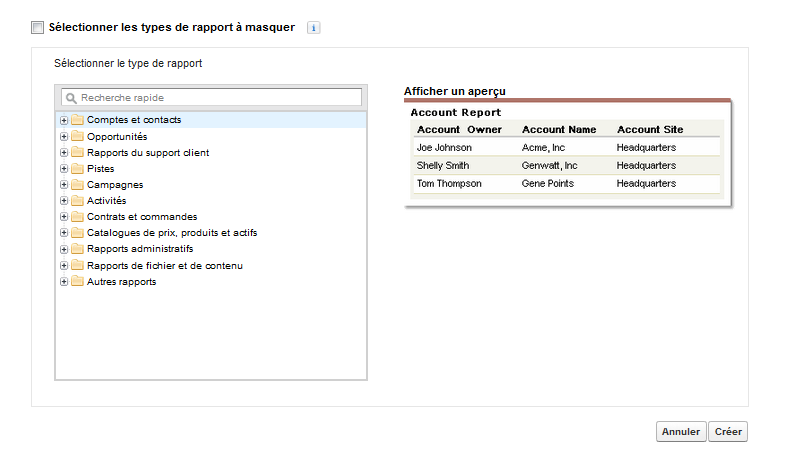 Sélectionner les types de rapport à masquer i
Sélectionner le type de rapport
Recherche rapide
Comptes et contacts
Opportunités
Rapports du support client
Pistes
Campagnes
Activités
Contrats et commandes
Catalogues de prix, produits et actifs
Rapports administratifs
Rapports de fichier et de contenu
Autres rapports
Afficher un aperçu
Account Report
Account Owner Account Name Account Site
Joe Johnson Acme, Inc Headquarters
Shelly Smith Genwatt, Inc Headquarters
Tom Thompson Gene Points Headquarters
Annuler Créer